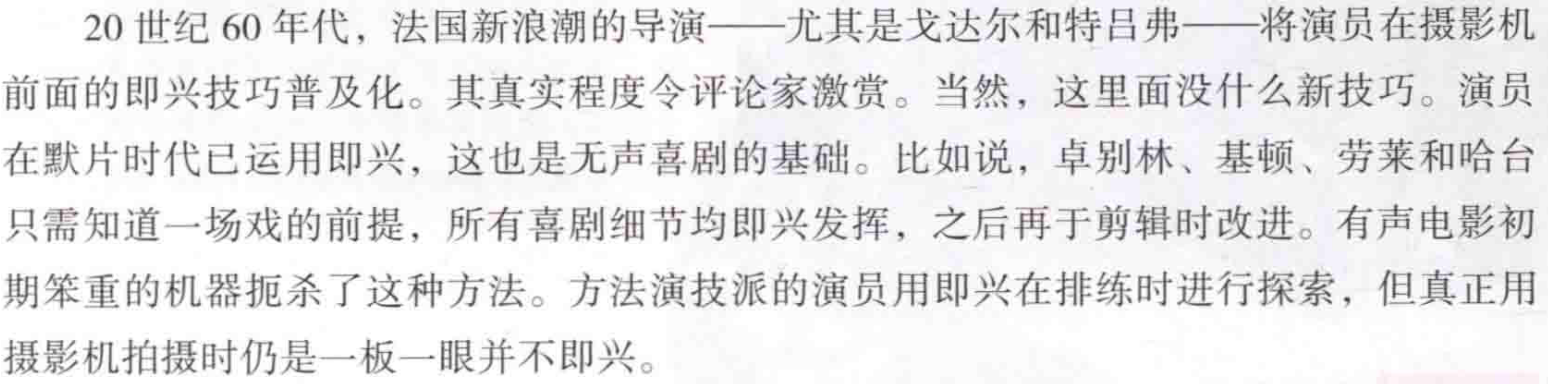 20 世纪 60 年代，法国新浪潮的导演——尤其是戈达尔和特吕弗——将演员在摄影机
前面的即兴技巧普及化。其真实程度令评论家激赏。当然，这里面没什么新技巧。演员
在默片时代已运用即兴，这也是无声喜剧的基础。比如说，卓别林、基顿、劳莱和哈台
只需知道一场戏的前提，所有喜剧细节均即兴发挥，之后再于剪辑时改进。有声电影初
期笨重的机器扼杀了这种方法。方法演技派的演员用即兴在排练时进行探索，但真正用
摄影机拍摄时仍是一板一眼并不即兴。